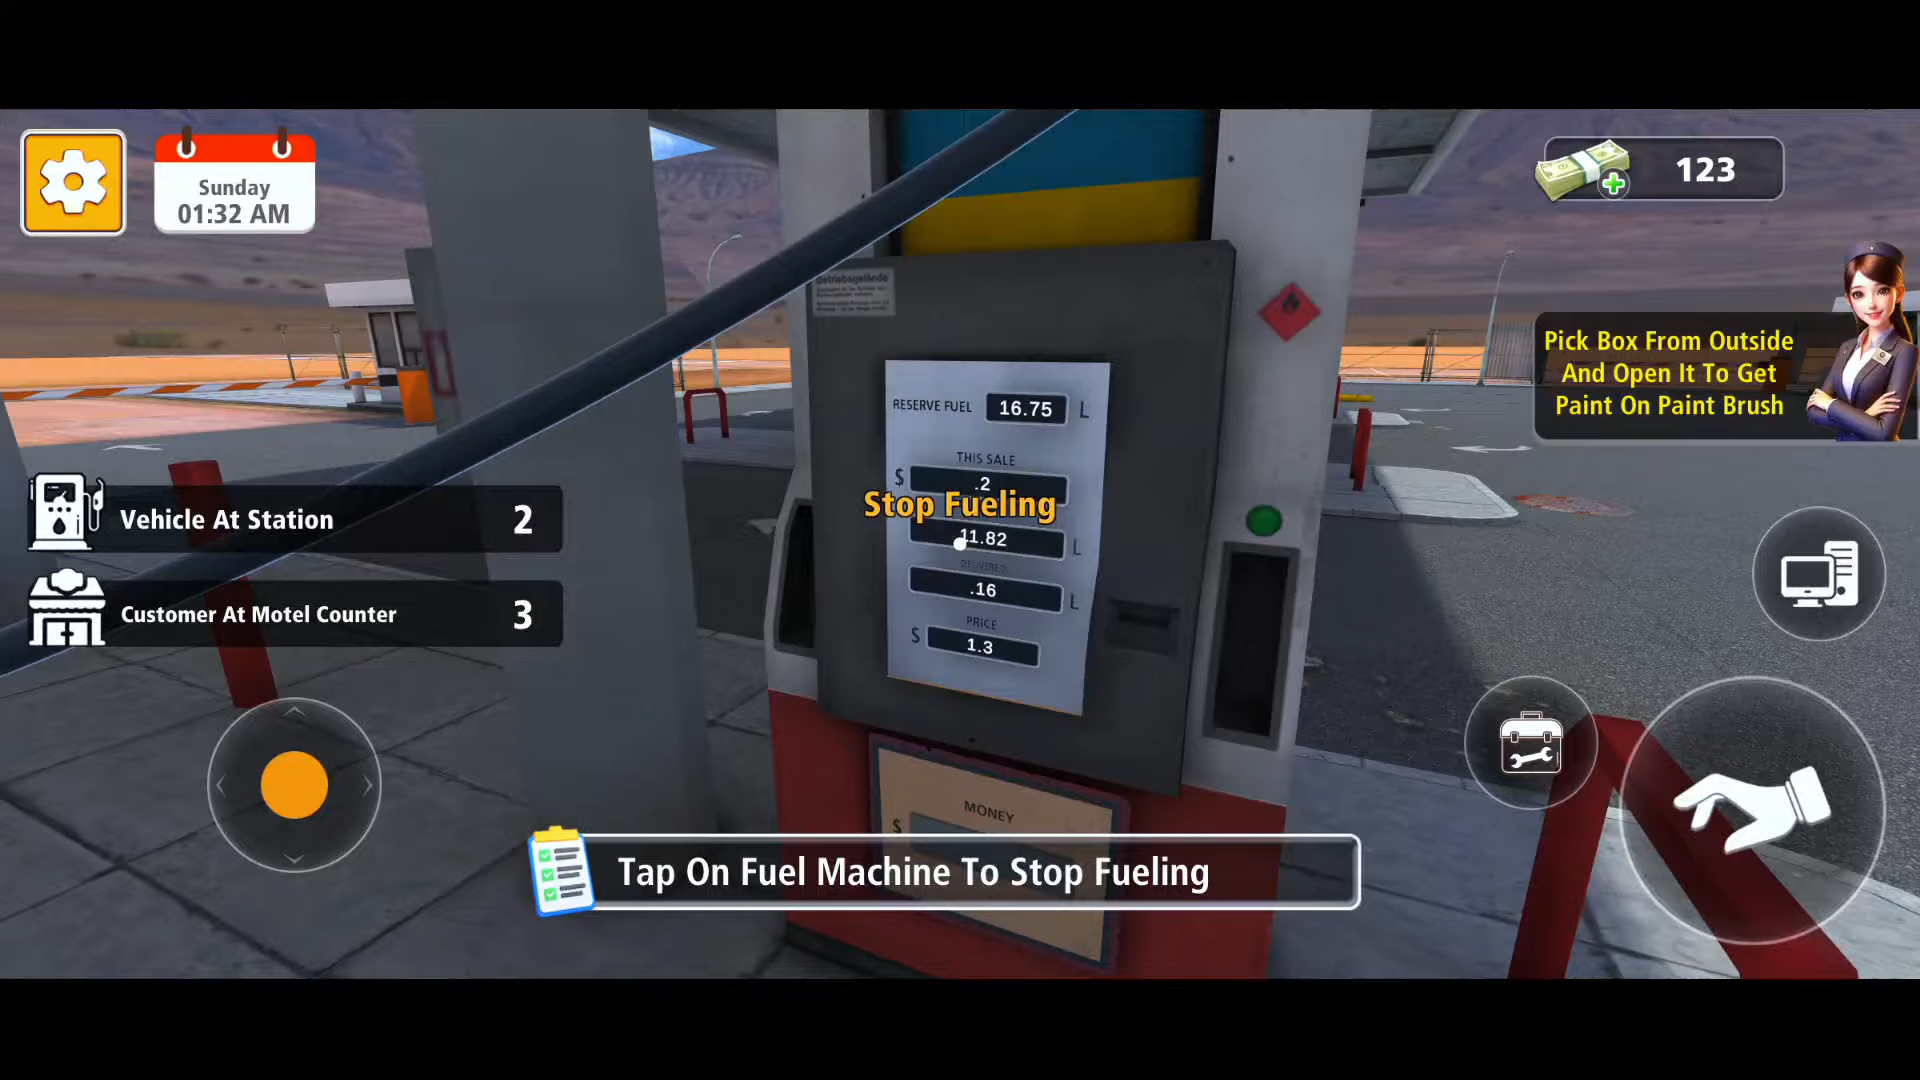 Sunday
01:32 AM
123
Betriebsgelände
Pick Box From Outside
And Open It To Get
Paint On Paint Brush
RESERVE FUEL 16.75 L
THIS SALE
$ .2
Stop Fueling
11.82 L
DELIVIRED
.16 L
PRICE
$ 1.3
Vehicle At Station 2
Customer At Motel Counter 3
MONEY
$
Tap On Fuel Machine To Stop Fueling